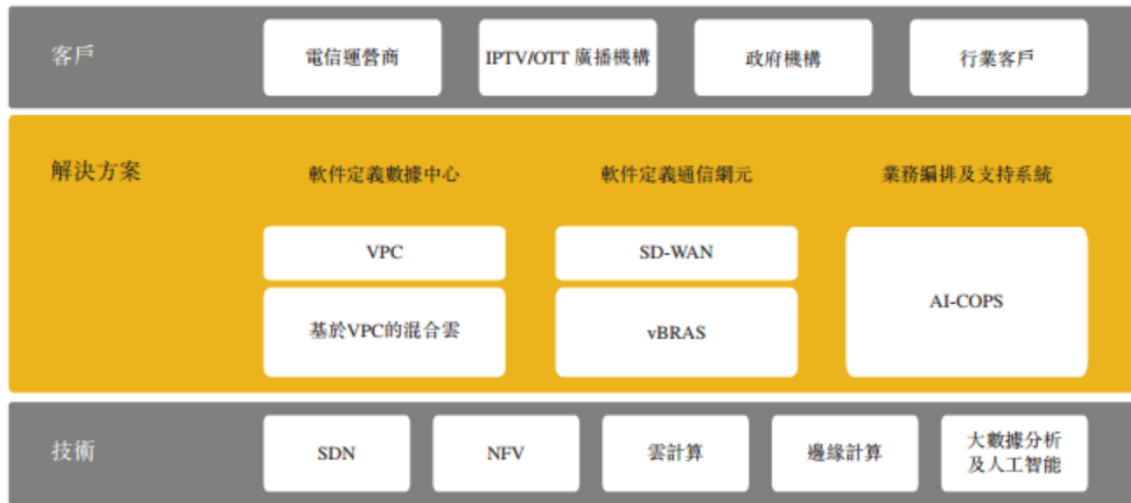 客戶
電信運營商
IPTV/OTT 廣播機構
政府機構
行業客戶
解決方案
軟件定義數據中心
軟件定義通信網元
業務編排及支持系統
VPC
SD-WAN
AI-COPS
基於VPC的混合雲
vBRAS
技術
SDN
NFV
雲計算
邊緣計算
大數據分析
及人工智能